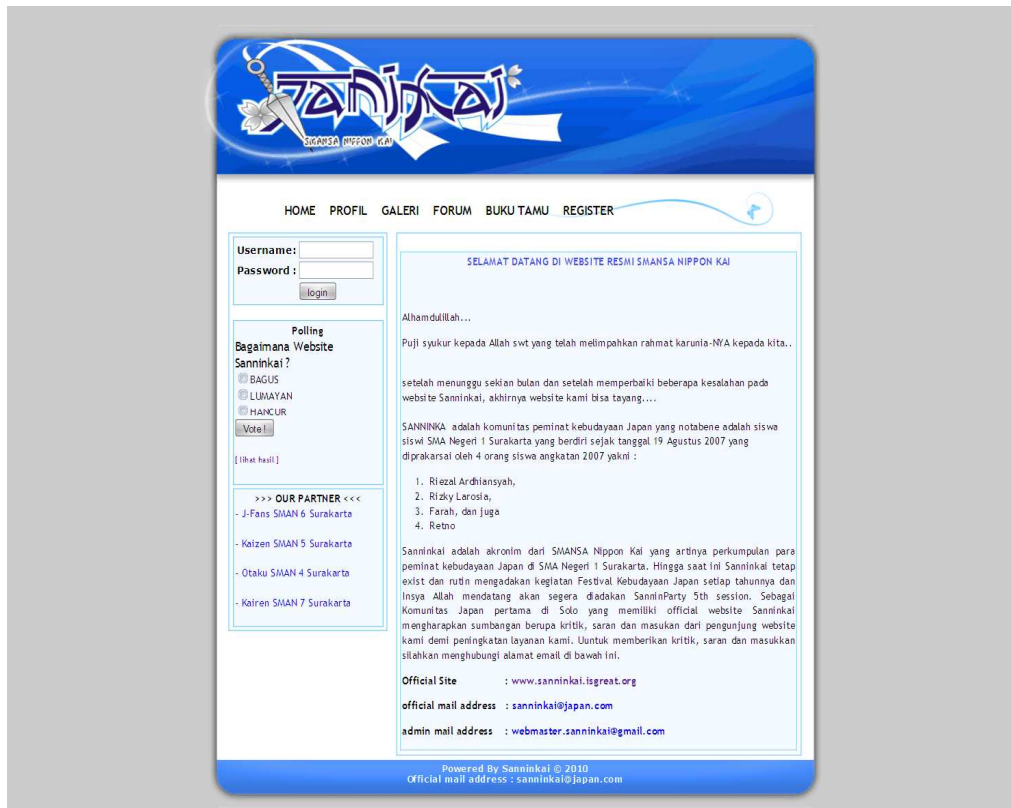 Saninkai
SMANSA NIPPON KAI
HOME PROFIL GALERI FORUM BUKU TAMU REGISTER
Username:
Password :
login
Polling
Bagaimana Website
Sanninkai ?
BAGUS
LUMAYAN
HANCUR
Vote !
[ lihat hasil ]
>>> OUR PARTNER <<<
- J-Fans SMAN 6 Surakarta
- Kaizen SMAN 5 Surakarta
- Otaku SMAN 4 Surakarta
- Kairen SMAN 7 Surakarta
SELAMAT DATANG DI WEBSITE RESMI SMANSA NIPPON KAI
Alhamdulillah...
Puji syukur kepada Allah swt yang telah melimpahkan rahmat karunia-NYA kepada kita..
setelah menunggu sekian bulan dan setelah memperbaiki beberapa kesalahan pada
website Sanninkai, akhirnya website kami bisa tayang....
SANNINKA adalah komunitas peminat kebudayaan Japan yang notabene adalah siswa
siswi SMA Negeri 1 Surakarta yang berdiri sejak tanggal 19 Agustus 2007 yang
diprakarsai oleh 4 orang siswa angkatan 2007 yakni :
1. Riezal Ardhiansyah,
2. Rizky Larosia,
3. Farah, dan juga
4. Retno
Sanninkai adalah akronim dari SMANSA Nippon Kai yang artinya perkumpulan para
peminat kebudayaan Japan di SMA Negeri 1 Surakarta. Hingga saat ini Sanninkai tetap
exist dan rutin mengadakan kegiatan Festival Kebudayaan Japan setiap tahunnya dan
Insya Allah mendatang akan segera diadakan SanninParty 5th session. Sebagai
Komunitas Japan pertama di Solo yang memiliki official website Sanninkai
mengharapkan sumbangan berupa kritik, saran dan masukan dari pengunjung website
kami demi peningkatan layanan kami. Uuntuk memberikan kritik, saran dan masukkan
silahkan menghubungi alamat email di bawah ini.
Official Site : www.sanninkai.isgreat.org
official mail address : sanninkai@japan.com
admin mail address : webmaster.sanninkai@gmail.com
Powered By Sanninkai © 2010
Official mail address : sanninkai@japan.com